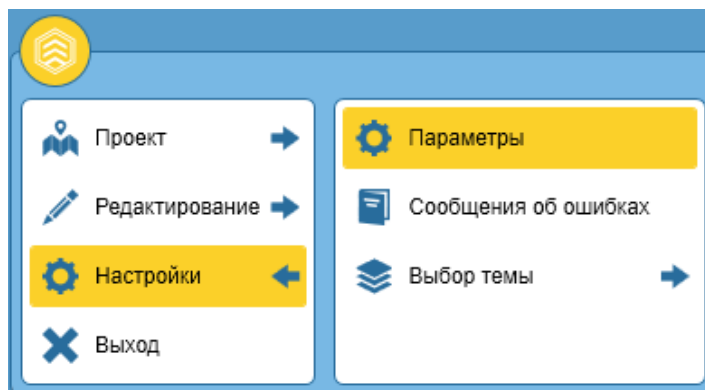 Проект
Редактирование
Настройки
Выход
Параметры
Сообщения об ошибках
Выбор темы